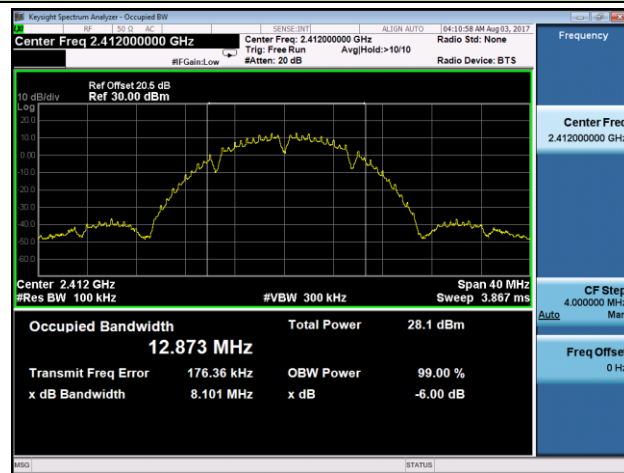 Keysight Spectrum Analyzer - Occupied BW
RF 50 Ω AC SENSE:INT ALIGN AUTO 04:10:58 AM Aug 03, 2017
Center Freq 2.412000000 GHz Center Freq: 2.412000000 GHz Radio Std: None
Trig: Free Run Avg|Hold:>10/10
#IFGain:Low #Atten: 20 dB Radio Device: BTS
Ref Offset 20.5 dB
10 dB/div Ref 30.00 dBm
Log
20.0
10.0
0.00
-10.0
-20.0
-30.0
-40.0
-50.0
-60.0
Center 2.412 GHz Span 40 MHz
#Res BW 100 kHz #VBW 300 kHz Sweep 3.867 ms
Occupied Bandwidth Total Power 28.1 dBm
12.873 MHz
Transmit Freq Error 176.36 kHz OBW Power 99.00 %
x dB Bandwidth 8.101 MHz x dB -6.00 dB
MSG STATUS
Frequency
Center Freq
2.412000000 GHz
CF Step
4.000000 MHz
Auto Man
Freq Offset
0 Hz